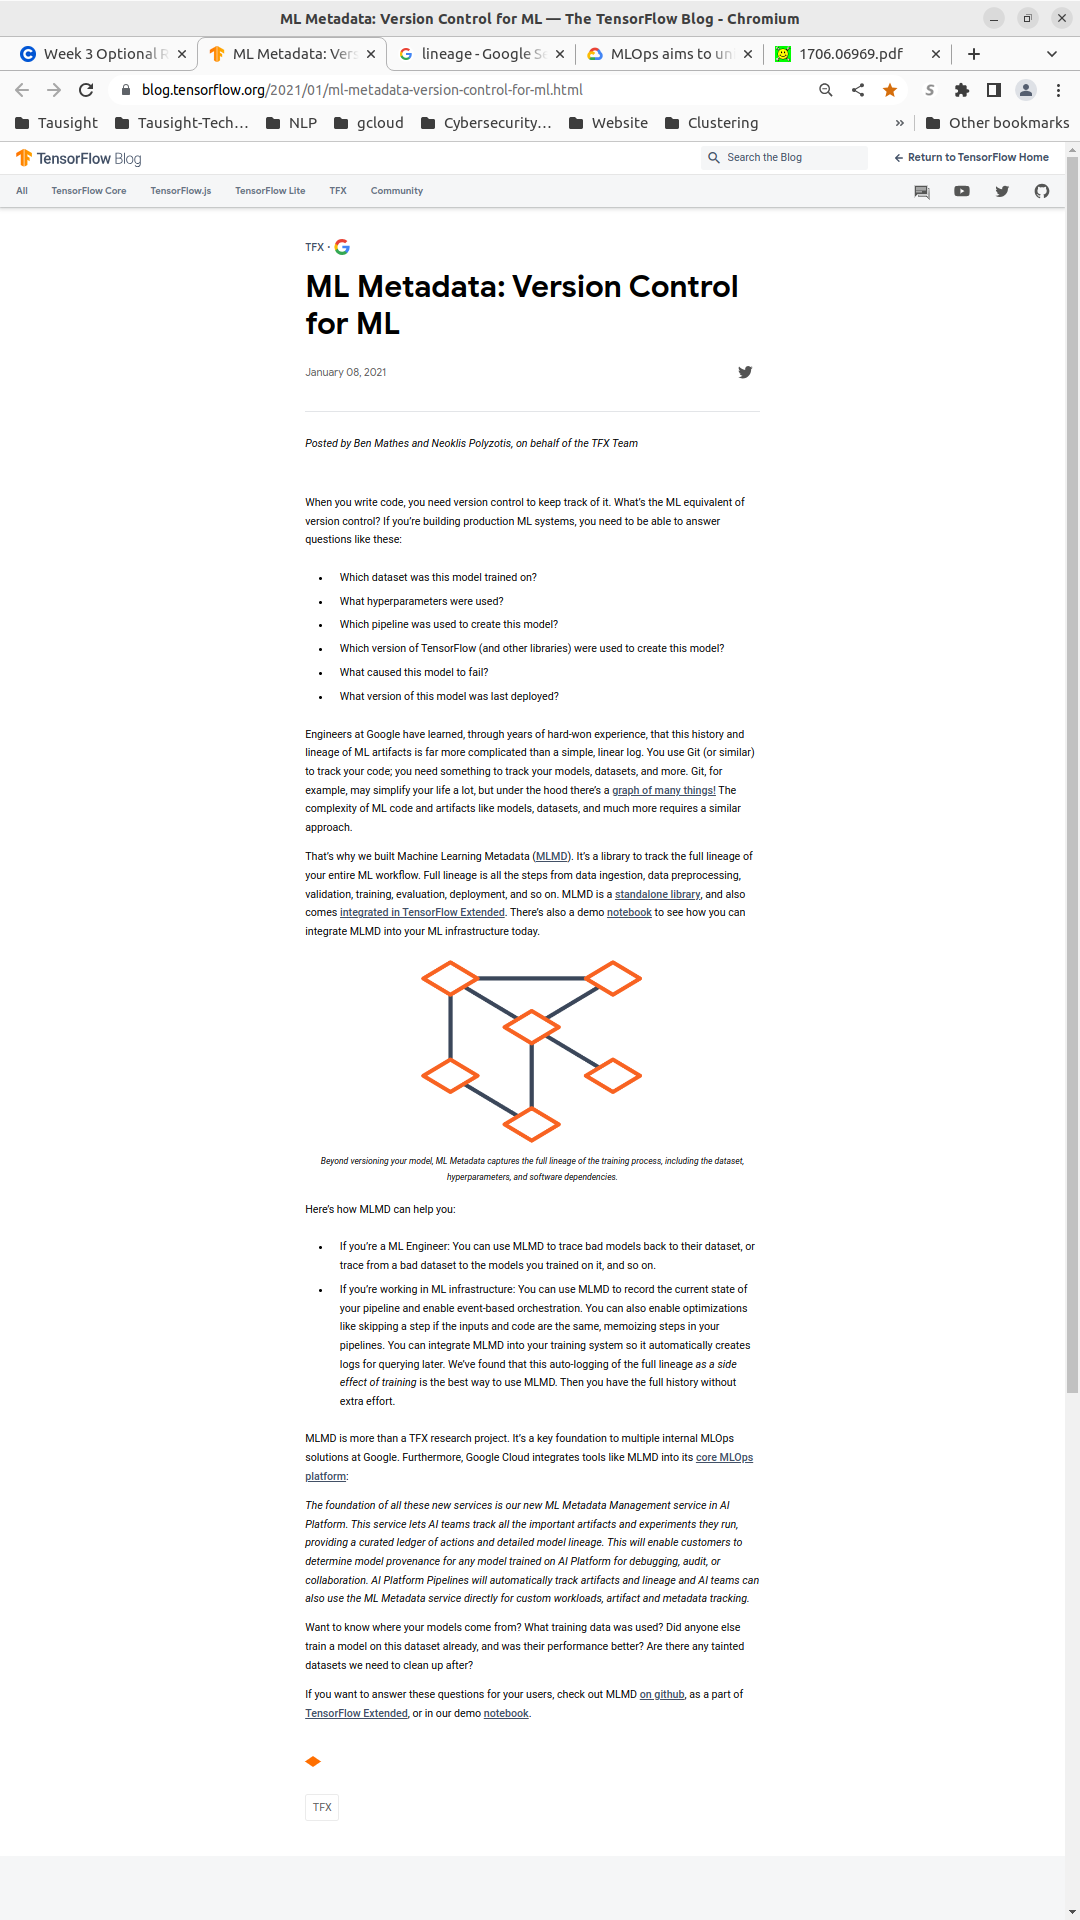 ML Metadata: Version Control for ML — The TensorFlow Blog - Chromium
Week 3 Optional
ML Metadata: Vers
lineage - Google Se
MLOps aims to un
1706.06969.pdf
blog.tensorflow.org/2021/01/ml-metadata-version-control-for-ml.html
Tausight
Tausight-Tech...
NLP
gcloud
Cybersecurity...
Website
Clustering
»
Other bookmarks
TensorFlow Blog
Search the Blog
Return to TensorFlow Home
All
TensorFlow Core
TensorFlow.js
TensorFlow Lite
TFX
Community
TFX ·
ML Metadata: Version Control
for ML
January 08, 2021
Posted by Ben Mathes and Neoklis Polyzotis, on behalf of the TFX Team
When you write code, you need version control to keep track of it. What's the ML equivalent of
version control? If you're building production ML systems, you need to be able to answer
questions like these:
• Which dataset was this model trained on?
• What hyperparameters were used?
• Which pipeline was used to create this model?
• Which version of TensorFlow (and other libraries) were used to create this model?
• What caused this model to fail?
• What version of this model was last deployed?
Engineers at Google have learned, through years of hard-won experience, that this history and
lineage of ML artifacts is far more complicated than a simple, linear log. You use Git (or similar)
to track your code; you need something to track your models, datasets, and more. Git, for
example, may simplify your life a lot, but under the hood there's a graph of many things! The
complexity of ML code and artifacts like models, datasets, and much more requires a similar
approach.
That's why we built Machine Learning Metadata (MLMD). It's a library to track the full lineage of
your entire ML workflow. Full lineage is all the steps from data ingestion, data preprocessing,
validation, training, evaluation, deployment, and so on. MLMD is a standalone library, and also
comes integrated in TensorFlow Extended. There's also a demo notebook to see how you can
integrate MLMD into your ML infrastructure today.
Beyond versioning your model, ML Metadata captures the full lineage of the training process, including the dataset,
hyperparameters, and software dependencies.
Here's how MLMD can help you:
• If you're a ML Engineer: You can use MLMD to trace bad models back to their dataset, or
trace from a bad dataset to the models you trained on it, and so on.
• If you're working in ML infrastructure: You can use MLMD to record the current state of
your pipeline and enable event-based orchestration. You can also enable optimizations
like skipping a step if the inputs and code are the same, memoizing steps in your
pipelines. You can integrate MLMD into your training system so it automatically creates
logs for querying later. We've found that this auto-logging of the full lineage as a side
effect of training is the best way to use MLMD. Then you have the full history without
extra effort.
MLMD is more than a TFX research project. It's a key foundation to multiple internal MLOps
solutions at Google. Furthermore, Google Cloud integrates tools like MLMD into its core MLOps
platform:
The foundation of all these new services is our new ML Metadata Management service in AI
Platform. This service lets AI teams track all the important artifacts and experiments they run,
providing a curated ledger of actions and detailed model lineage. This will enable customers to
determine model provenance for any model trained on AI Platform for debugging, audit, or
collaboration. AI Platform Pipelines will automatically track artifacts and lineage and AI teams can
also use the ML Metadata service directly for custom workloads, artifact and metadata tracking.
Want to know where your models come from? What training data was used? Did anyone else
train a model on this dataset already, and was their performance better? Are there any tainted
datasets we need to clean up after?
If you want to answer these questions for your users, check out MLMD on github, as a part of
TensorFlow Extended, or in our demo notebook.
TFX